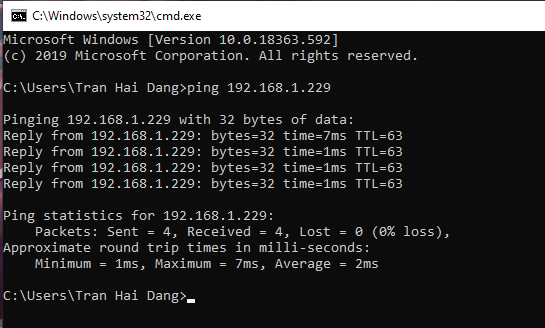 C:\Windows\system32\cmd.exe
Microsoft Windows [Version 10.0.18363.592]
(c) 2019 Microsoft Corporation. All rights reserved.
C:\Users\Tran Hai Dang>ping 192.168.1.229
Pinging 192.168.1.229 with 32 bytes of data:
Reply from 192.168.1.229: bytes=32 time=7ms TTL=63
Reply from 192.168.1.229: bytes=32 time=1ms TTL=63
Reply from 192.168.1.229: bytes=32 time=1ms TTL=63
Reply from 192.168.1.229: bytes=32 time=1ms TTL=63
Ping statistics for 192.168.1.229:
    Packets: Sent = 4, Received = 4, Lost = 0 (0% loss),
Approximate round trip times in milli-seconds:
    Minimum = 1ms, Maximum = 7ms, Average = 2ms
C:\Users\Tran Hai Dang>